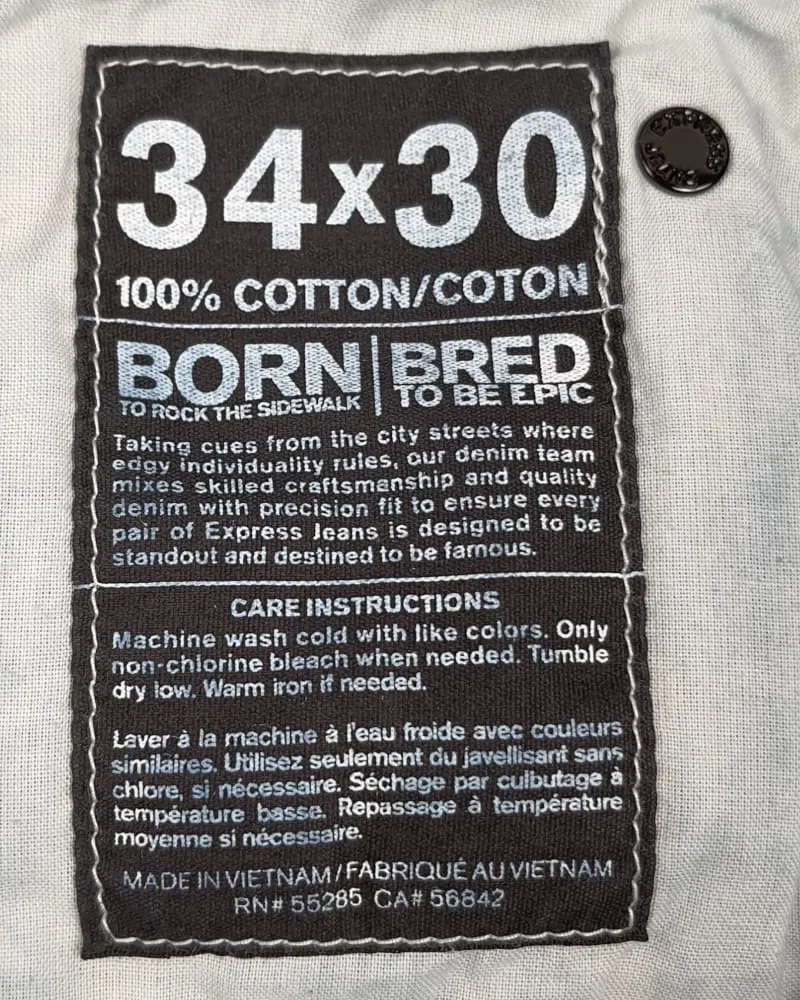 34x30
100% COTTON/COTON
BORN | BRED
TO ROCK THE SIDEWALK TO BE EPIC
Taking cues from the city streets where
edgy individuality rules, our denim team
mixes skilled craftsmanship and quality
denim with precision fit to ensure every
pair of Express Jeans is designed to be
standout and destined to be famous.
CARE INSTRUCTIONS
Machine wash cold with like colors. Only
non-chlorine bleach when needed. Tumble
dry low. Warm iron if needed.
Laver à la machine à l'eau froide avec couleurs
similaires. Utilisez seulement du javellisant sans
chlore, si nécessaire. Séchage par culbutage à
température basse. Repassage à température
moyenne si nécessaire.
MADE IN VIETNAM/FABRIQUÉ AU VIETNAM
RN# 55285 CA# 56842
EXPRESS